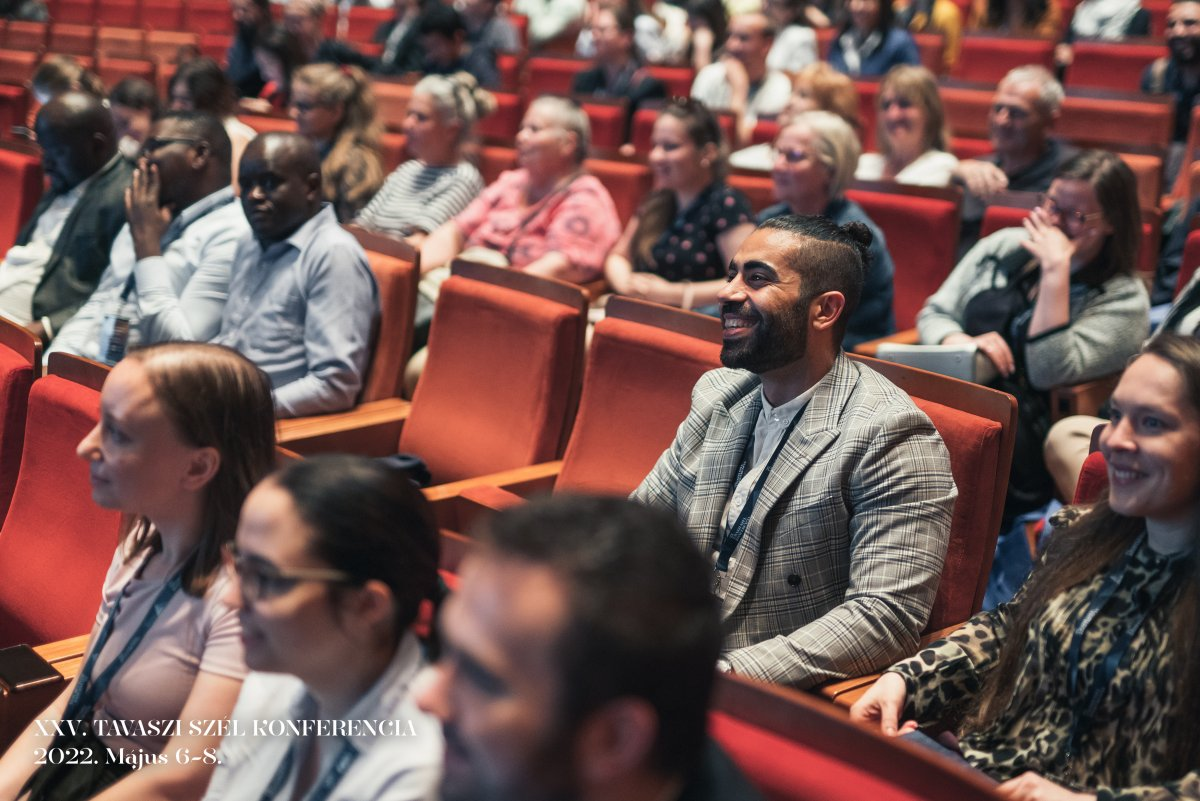 XXV. TAVASZI SZÉL KONFERENCIA
2022. Május 6-8.